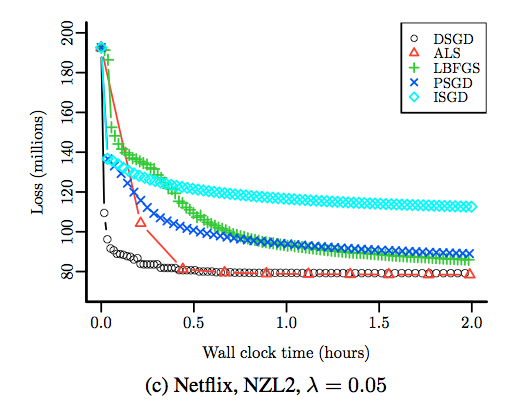 200
180
160
140
120
100
80
Loss (millions)
DSGD
ALS
LBFGS
PSGD
ISGD
0.0
0.5
1.0
1.5
2.0
Wall clock time (hours)
(c) Netflix, NZL2, λ = 0.05